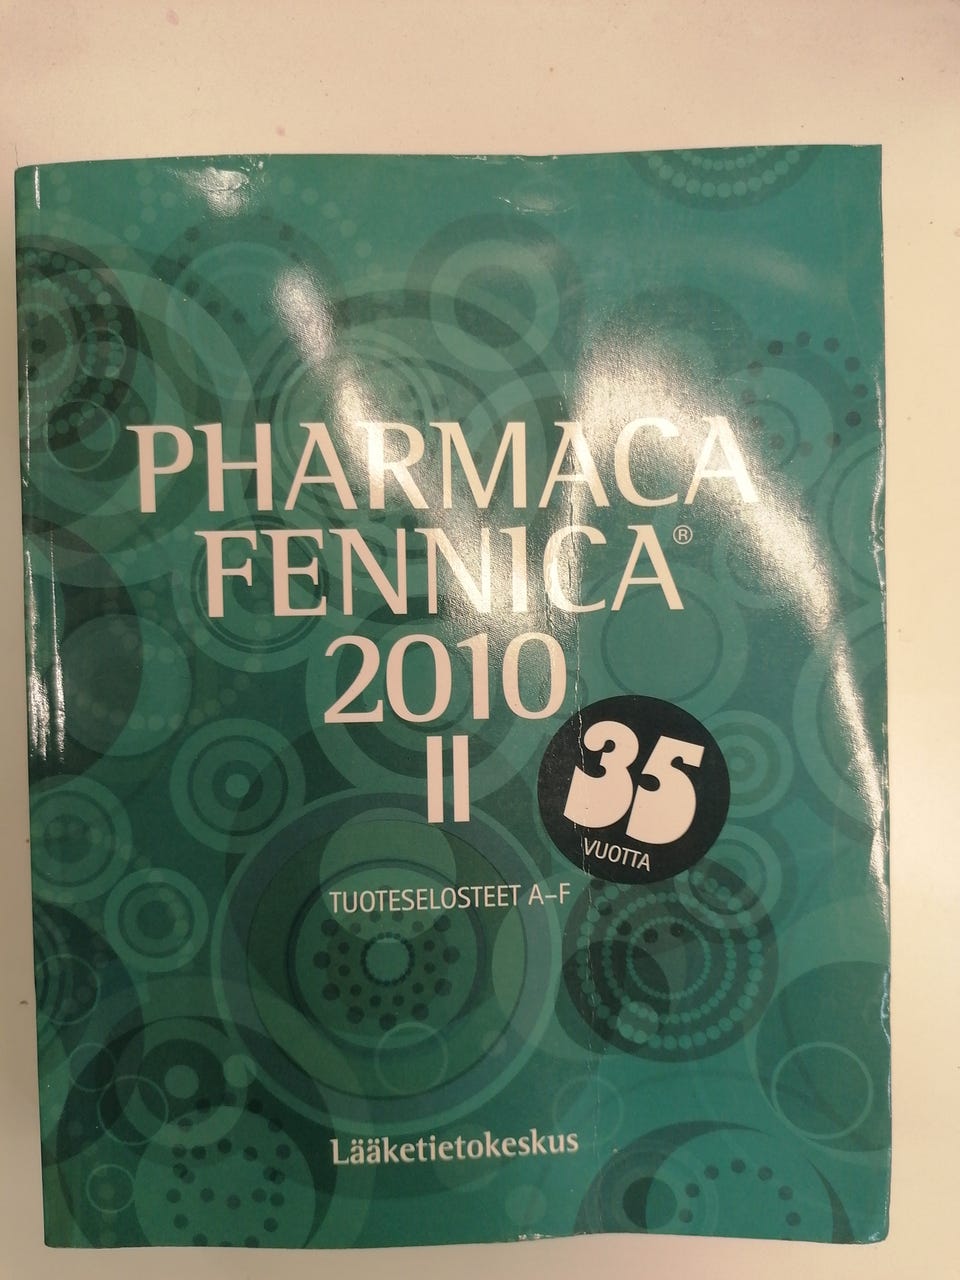 PHARMACA
FENNICA®
2010
II
35
VUOTTA
TUOTESELOSTEET A–F
Lääketietokeskus